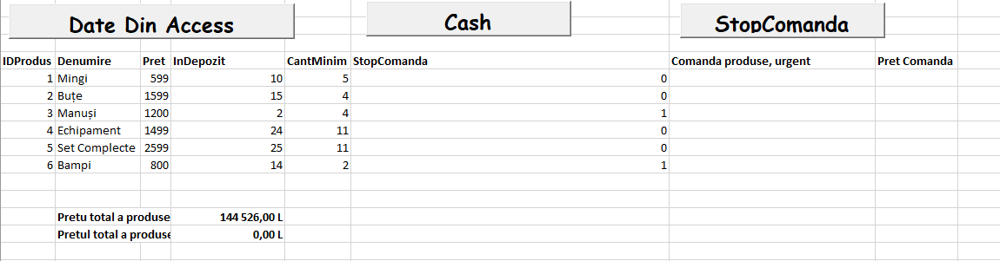 Date Din Access Cash StopComanda
IDProdus Denumire Pret InDepozit CantMinim StopComanda Comanda produse, urgent Pret Comanda
1 Mingi 599 10 5 0
2 Buțe 1599 15 4 0
3 Manuși 1200 2 4 1
4 Echipament 1499 24 11 0
5 Set Complecte 2599 25 11 0
6 Bampi 800 14 2 1
Pretu total a produse 144 526,00 L
Pretul total a produse 0,00 L